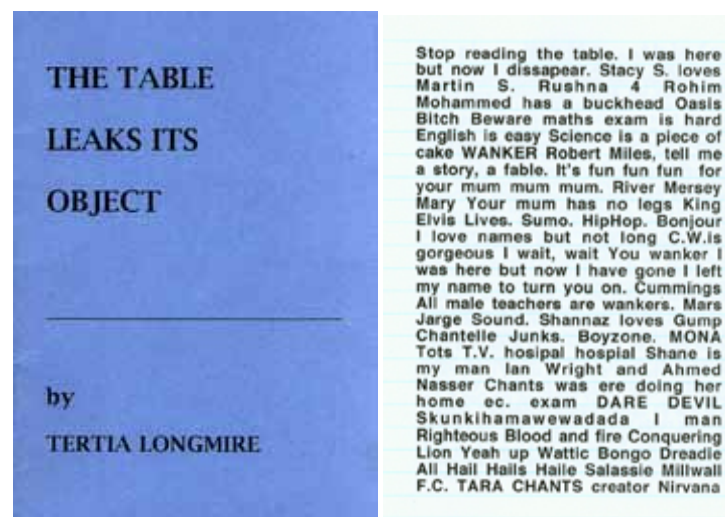 THE TABLE
LEAKS ITS
OBJECT
by
TERTIA LONGMIRE
Stop reading the table. I was here
but now I dissapear. Stacy S. loves
Martin S. Rushna 4 Rohim
Mohammed has a buckhead Oasis
Bitch Beware maths exam is hard
English is easy Science is a piece of
cake WANKER Robert Miles, tell me
a story, a fable. It's fun fun fun for
your mum mum mum. River Mersey
Mary Your mum has no legs King
Elvis Lives. Sumo. HipHop. Bonjour
I love names but not long C.W.is
gorgeous I wait, wait You wanker I
was here but now I have gone I left
my name to turn you on. Cummings
All male teachers are wankers. Mars
Jarge Sound. Shannaz loves Gump
Chantelle Junks. Boyzone. MONA
Tots T.V. hosipal hospial Shane is
my man Ian Wright and Ahmed
Nasser Chants was ere doing her
home ec. exam DARE DEVIL
Skunkihamawewadada I man
Righteous Blood and fire Conquering
Lion Yeah up Wattic Bongo Dreadie
All Hail Hails Haile Salassie Millwall
F.C. TARA CHANTS creator Nirvana